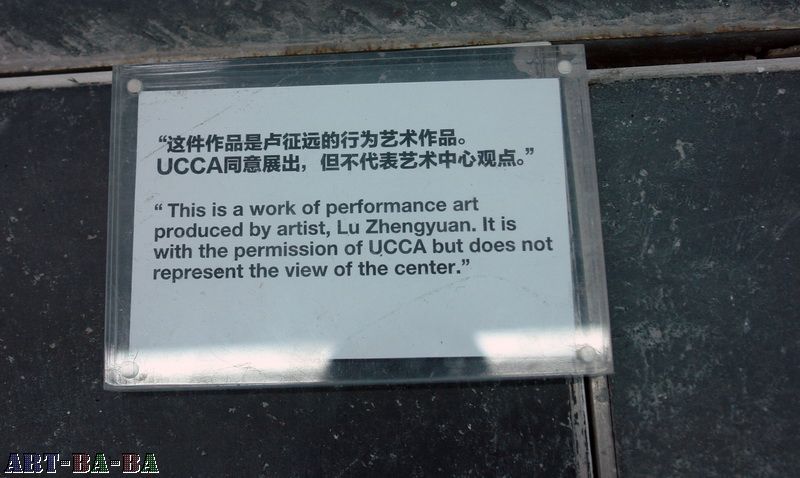 “这件作品是卢征远的行为艺术作品。
UCCA同意展出，但不代表艺术中心观点。”
“ This is a work of performance art
produced by artist, Lu Zhengyuan. It is
with the permission of UCCA but does not
represent the view of the center.”
ART-BA-BA